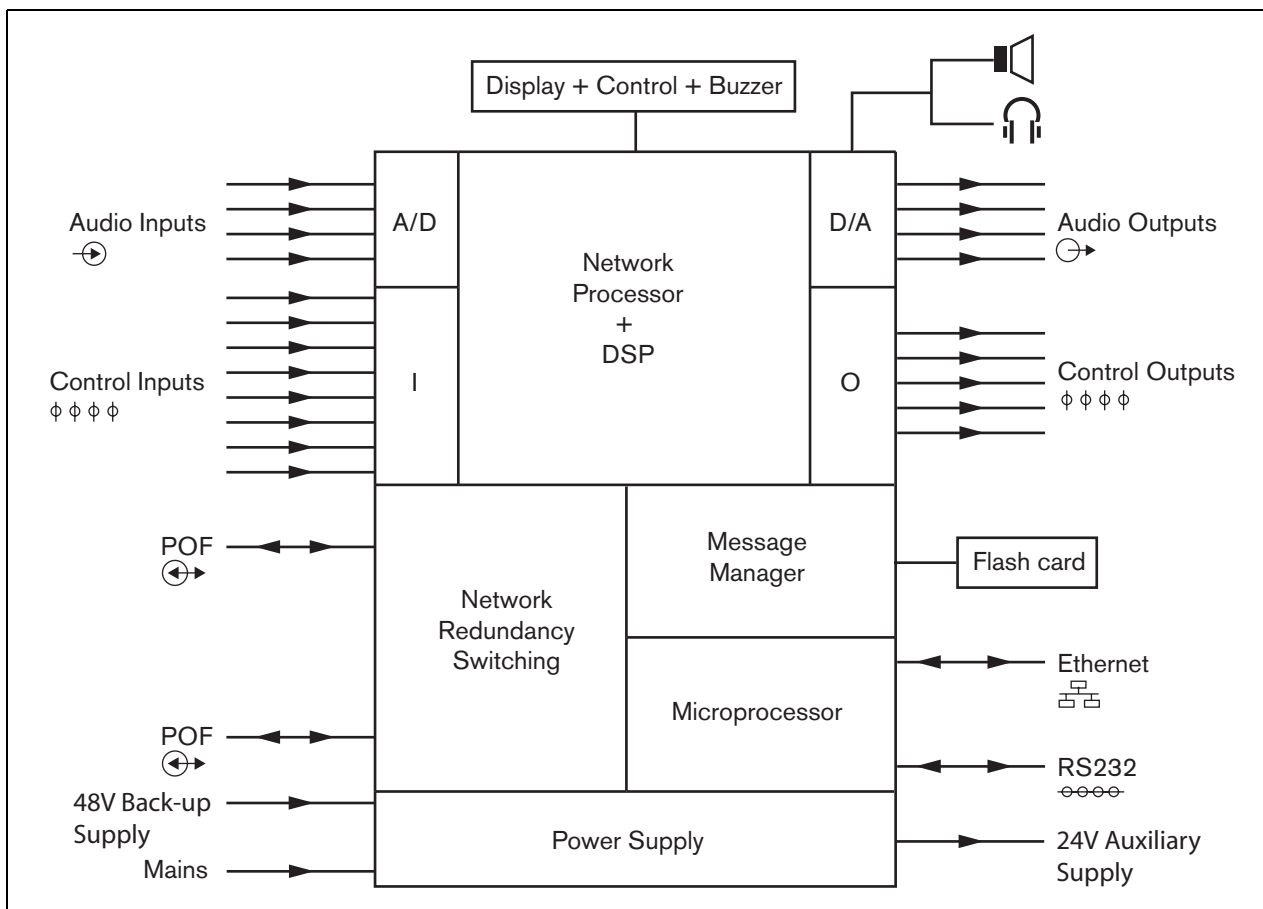 Display + Control + Buzzer
Audio Inputs
A/D
Network
Processor
+
DSP
D/A
Audio Outputs
Control Inputs
I
O
Control Outputs
POF
Network
Redundancy
Switching
Message
Manager
Flash card
Microprocessor
Ethernet
POF
RS232
48V Back-up
Supply
Mains
Power Supply
24V Auxiliary
Supply